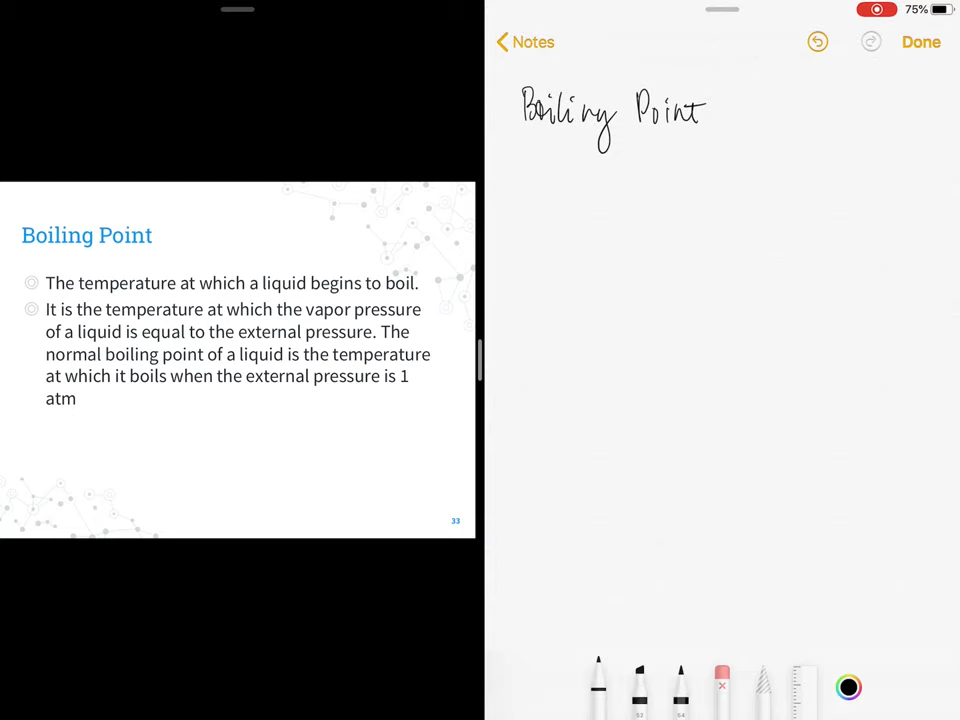 75%
Notes
Done
Boiling Point
Boiling Point
The temperature at which a liquid begins to boil.
It is the temperature at which the vapor pressure
of a liquid is equal to the external pressure. The
normal boiling point of a liquid is the temperature
at which it boils when the external pressure is 1
atm
33
52
54